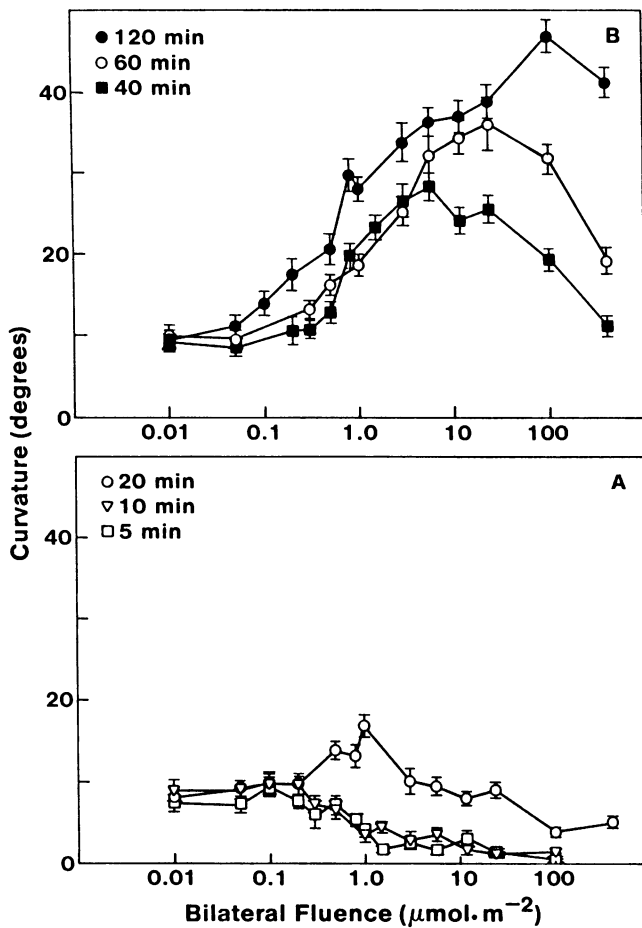 B
120 min
60 min
40 min
40
20
0
0.01 0.1 1.0 10 100
Curvature (degrees)
A
20 min
10 min
5 min
40
20
0
0.01 0.1 1.0 10 100
Bilateral Fluence (μmol·m⁻²)